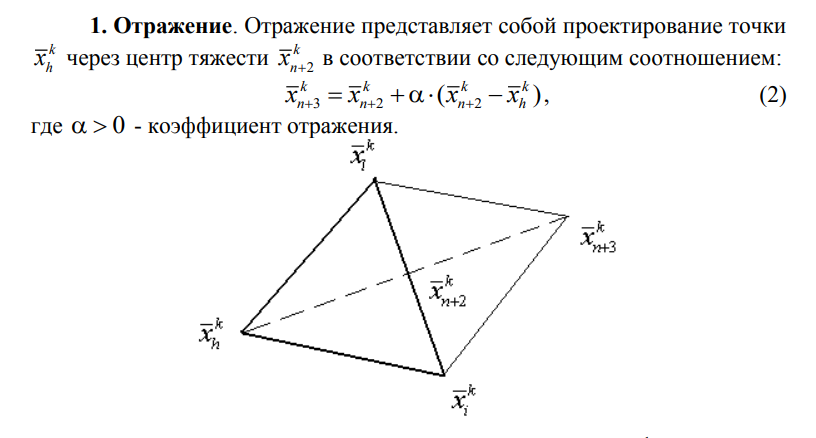 1. Отражение. Отражение представляет собой проектирование точки
x̄ₕᵏ через центр тяжести x̄ₙ₊₂ᵏ в соответствии со следующим соотношением:
x̄ₙ₊₃ᵏ = x̄ₙ₊₂ᵏ + α·(x̄ₙ₊₂ᵏ − x̄ₕᵏ), (2)
где α > 0 - коэффициент отражения.
x̄ₗᵏ
x̄ₙ₊₃ᵏ
x̄ₙ₊₂ᵏ
x̄ₕᵏ
x̄ᵢᵏ